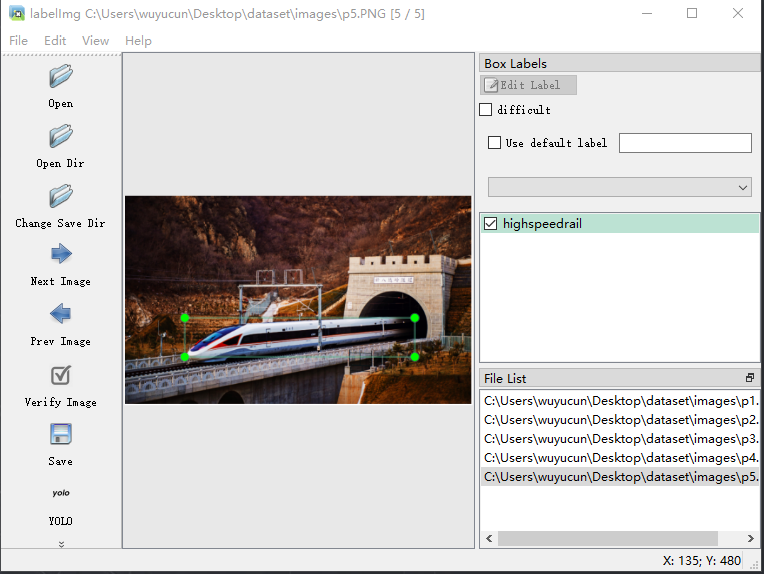 labelImg C:\Users\wuyucun\Desktop\dataset\images\p5.PNG [5 / 5]
File Edit View Help
Open
Open Dir
Change Save Dir
Next Image
Prev Image
Verify Image
Save
yolo
YOLO
Box Labels
Edit Label
difficult
Use default label
highspeedrail
File List
C:\Users\wuyucun\Desktop\dataset\images\p1.
C:\Users\wuyucun\Desktop\dataset\images\p2.
C:\Users\wuyucun\Desktop\dataset\images\p3.
C:\Users\wuyucun\Desktop\dataset\images\p4.
C:\Users\wuyucun\Desktop\dataset\images\p5.
X: 135; Y: 480